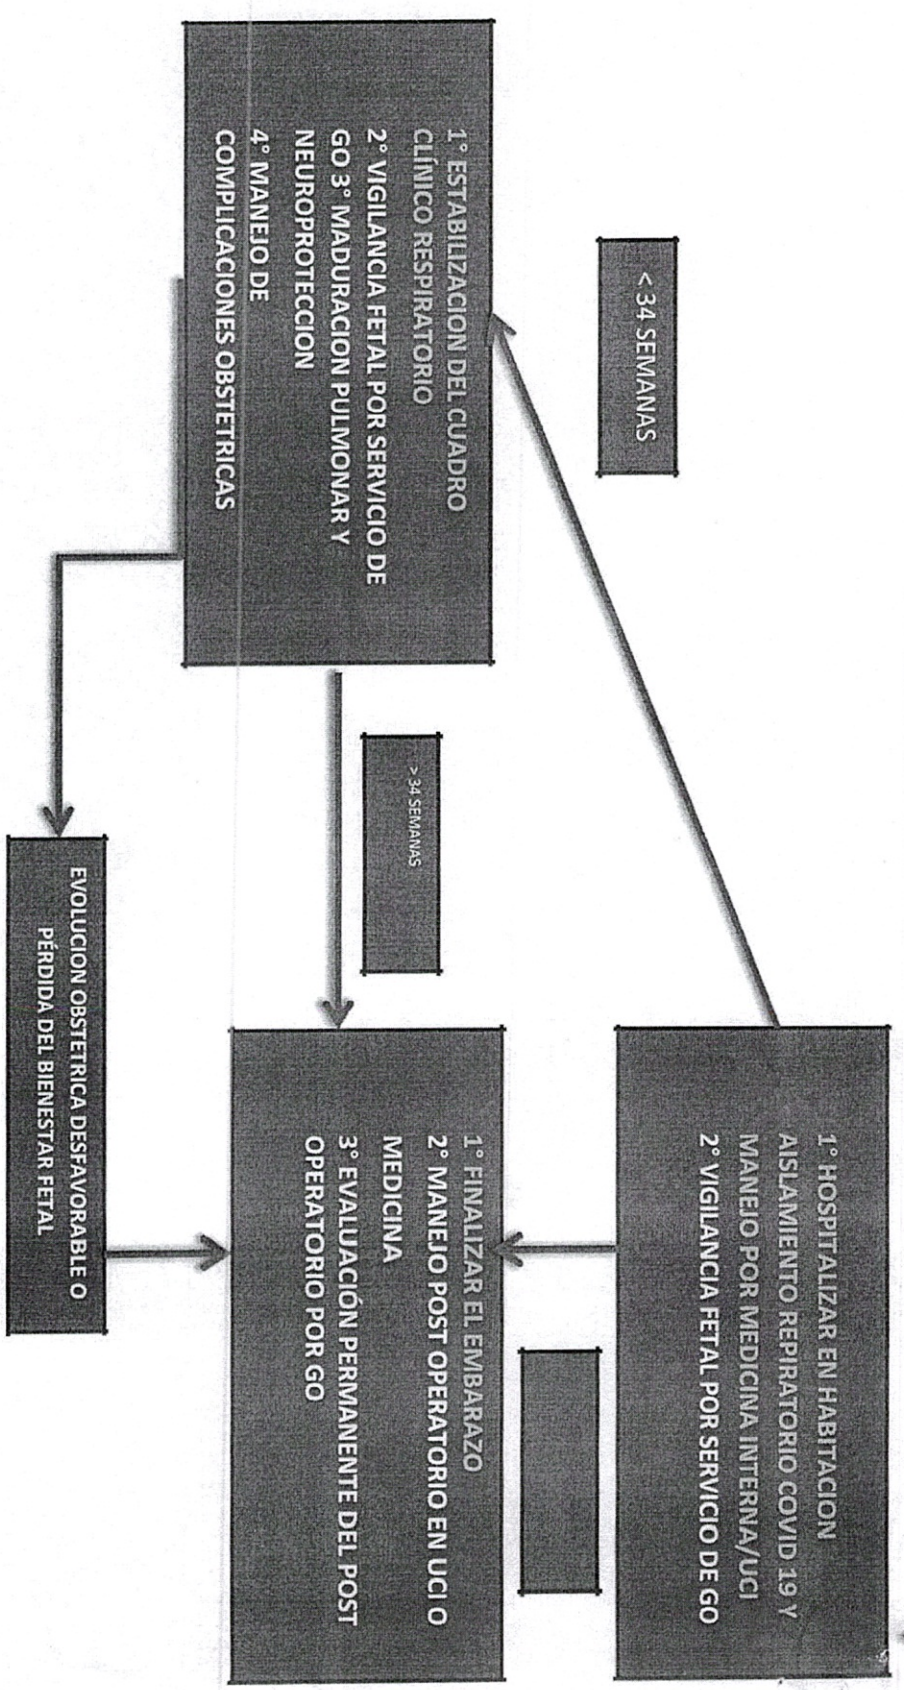 1° HOSPITALIZAR EN HABITACION
AISLAMIENTO REPIRATORIO COVID 19 Y
MANEJO POR MEDICINA INTERNA/UCI
2° VIGILANCIA FETAL POR SERVICIO DE GO
< 34 SEMANAS
1° ESTABILIZACION DEL CUADRO
CLÍNICO RESPIRATORIO
2° VIGILANCIA FETAL POR SERVICIO DE
GO 3° MADURACION PULMONAR Y
NEUROPROTECCION
4° MANEJO DE
COMPLICACIONES OBSTETRICAS
> 34 SEMANAS
1° FINALIZAR EL EMBARAZO
2° MANEJO POST OPERATORIO EN UCI O
MEDICINA
3° EVALUACIÓN PERMANENTE DEL POST
OPERATORIO POR GO
EVOLUCION OBSTETRICA DESFAVORABLE O
PÉRDIDA DEL BIENESTAR FETAL